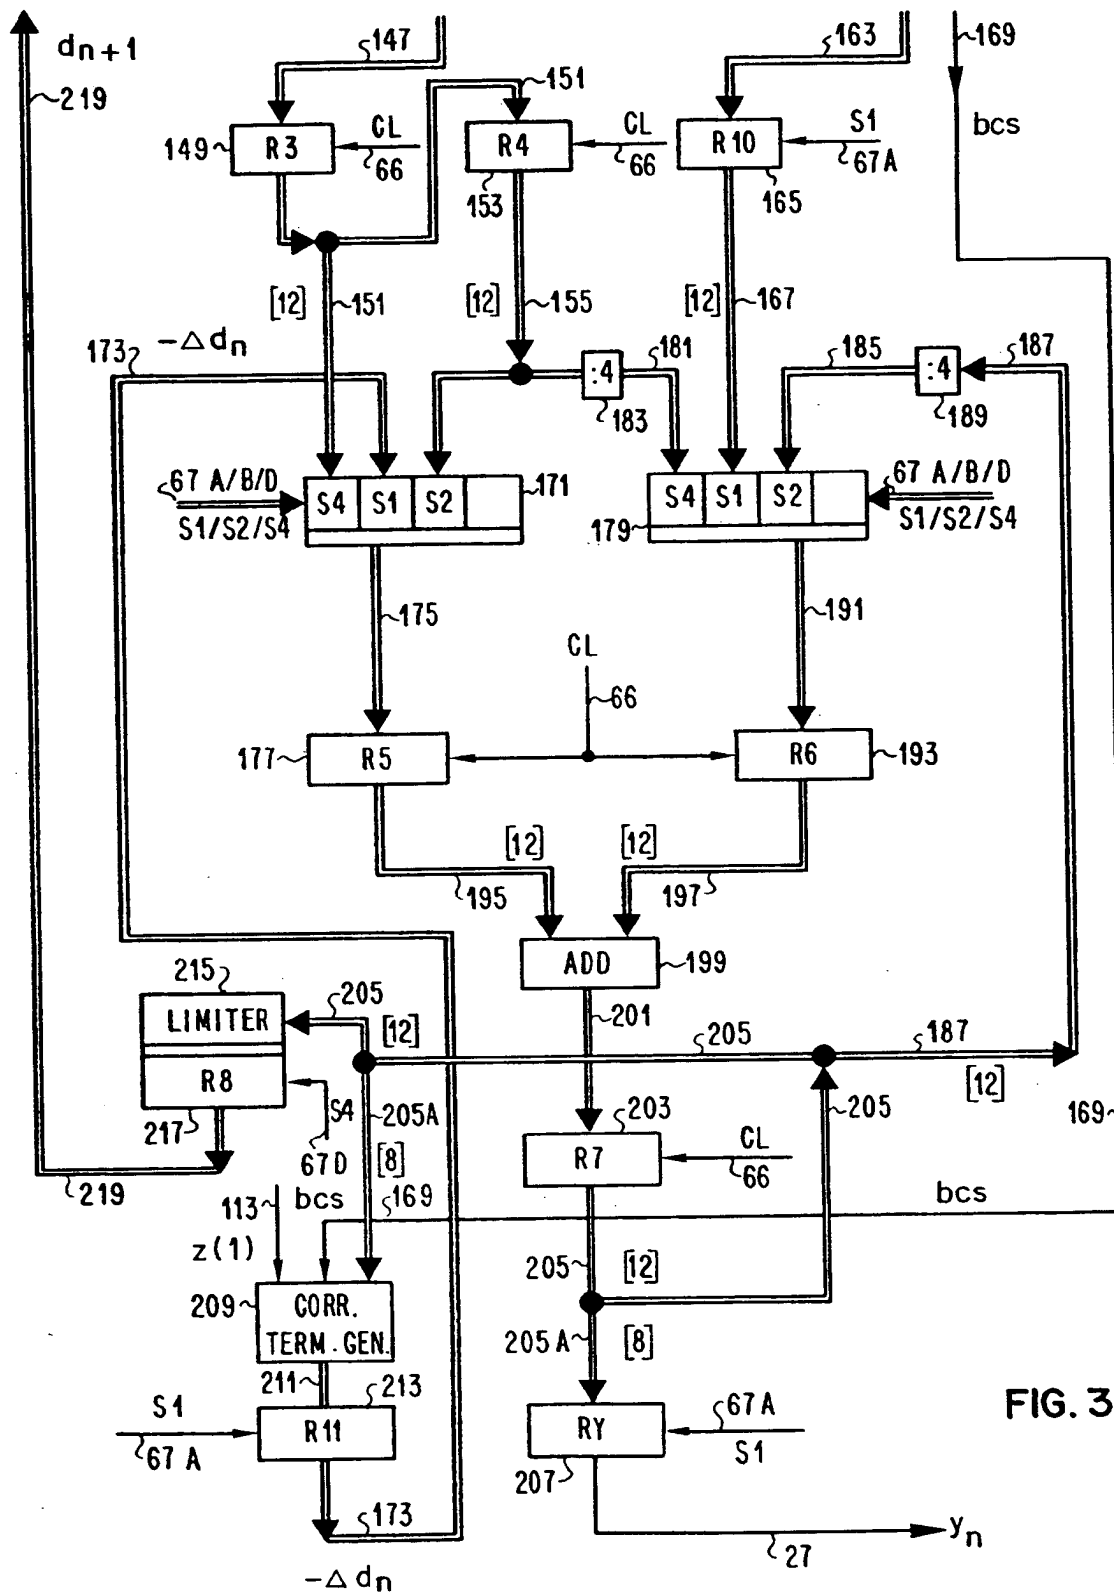 d n+1
147
163
169
219
151
bcs
149
R3
CL
66
R4
153
CL
66
R10
S1
67A
165
[12]
151
[12]
155
[12]
167
173
-Δdn
181
:4
183
185
:4
187
189
67 A/B/D
S1/S2/S4
S4
S1
S2
171
S4
S1
S2
179
67 A/B/D
S1/S2/S4
175
191
CL
66
177
R5
R6
193
[12]
[12]
195
197
ADD
199
215
205
LIMITER
[12]
201
205
187
[12]
R8
S4
205A
203
205
217
67D
[8]
R7
CL
66
169
219
113
bcs
169
bcs
z(1)
205
[12]
209
CORR.
TERM. GEN.
205A
[8]
211
213
S1
67A
R11
RY
67A
S1
207
FIG. 3
173
-Δdn
27
yn